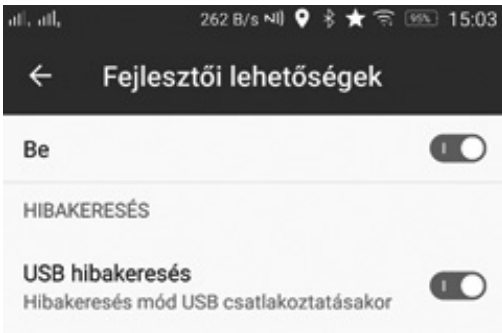 262 B/s 95% 15:03
Fejlesztői lehetőségek
Be
HIBAKERESÉS
USB hibakeresés
Hibakeresés mód USB csatlakoztatásakor